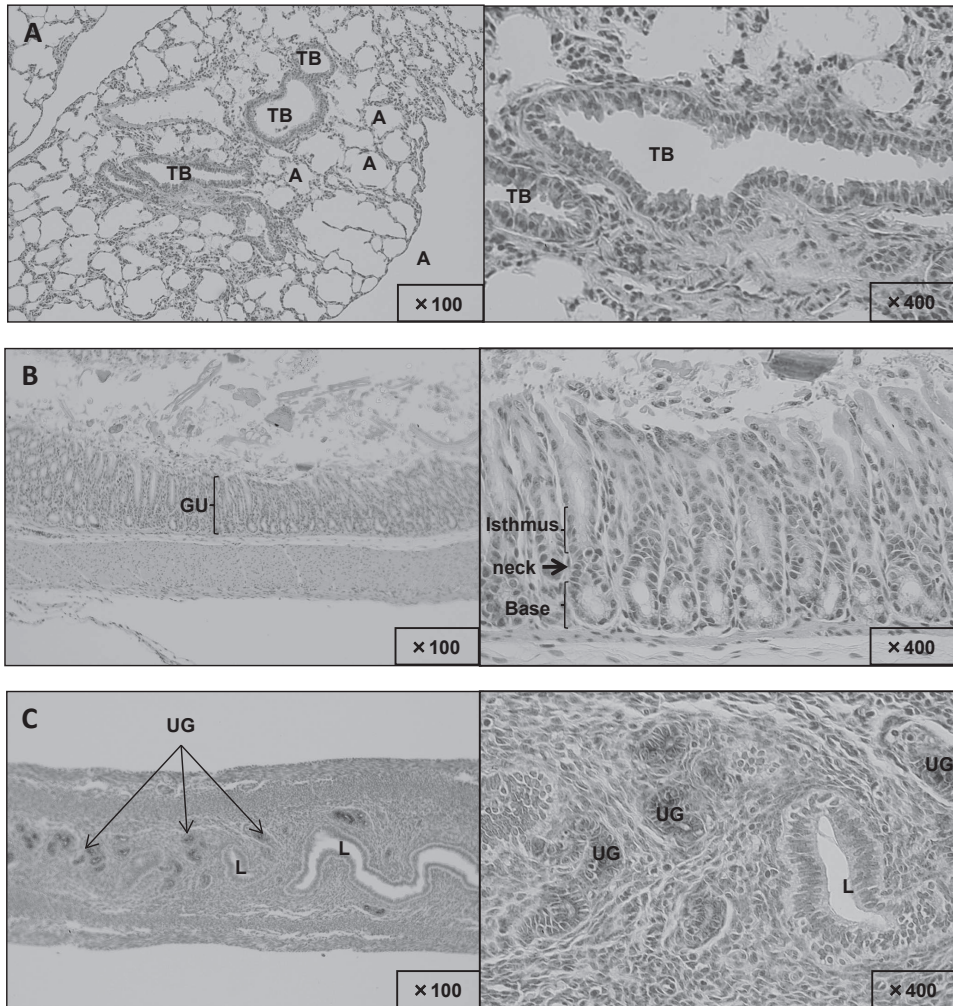 A
TB
TB
A
TB
A
A
A
× 100
TB
TB
× 400
B
GU
× 100
Isthmus
neck
Base
× 400
C
UG
L
L
× 100
UG
UG
UG
L
× 400